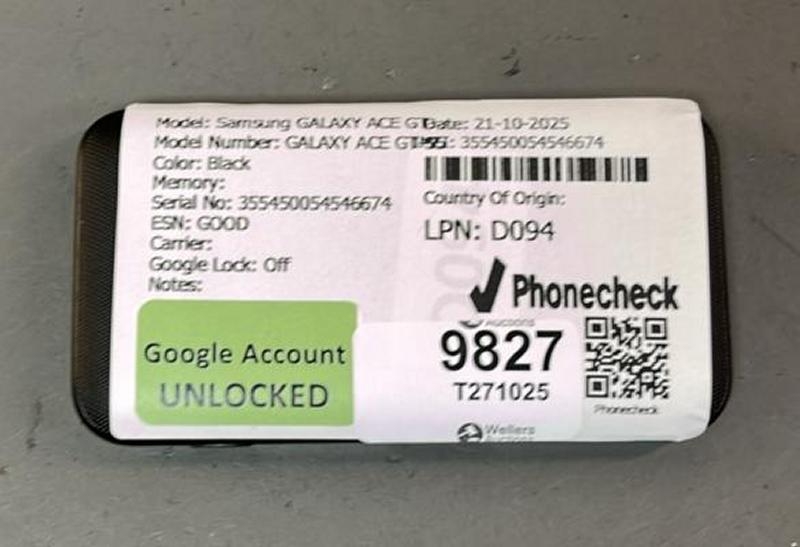 Model: Samsung GALAXY ACE
Date: 21-10-2025
Model Number: GALAXY ACE
355450054546674
Color: Black
Memory:
Serial No: 355450054546674
ESN: GOOD
Carrier:
Google Lock: Off
Notes:
Country Of Origin:
LPN: D094
Phonecheck
Google Account
UNLOCKED
Auctions
9827
T271025
Phonecheck
Wellers
Auctions